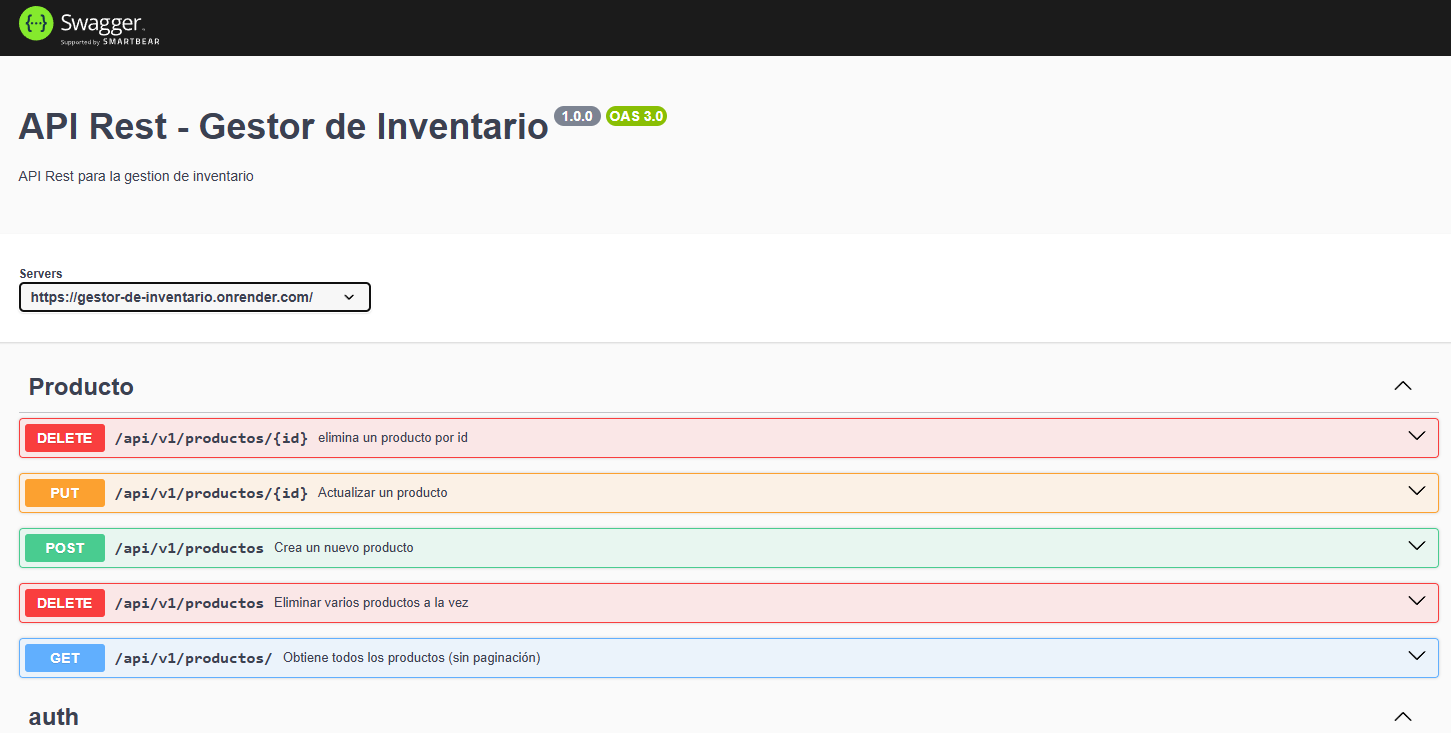 {···} Swagger
Supported by SMARTBEAR
API Rest - Gestor de Inventario 1.0.0 OAS 3.0
API Rest para la gestion de inventario
Servers
https://gestor-de-inventario.onrender.com/
Producto
DELETE /api/v1/productos/{id} elimina un producto por id
PUT /api/v1/productos/{id} Actualizar un producto
POST /api/v1/productos Crea un nuevo producto
DELETE /api/v1/productos Eliminar varios productos a la vez
GET /api/v1/productos/ Obtiene todos los productos (sin paginación)
auth